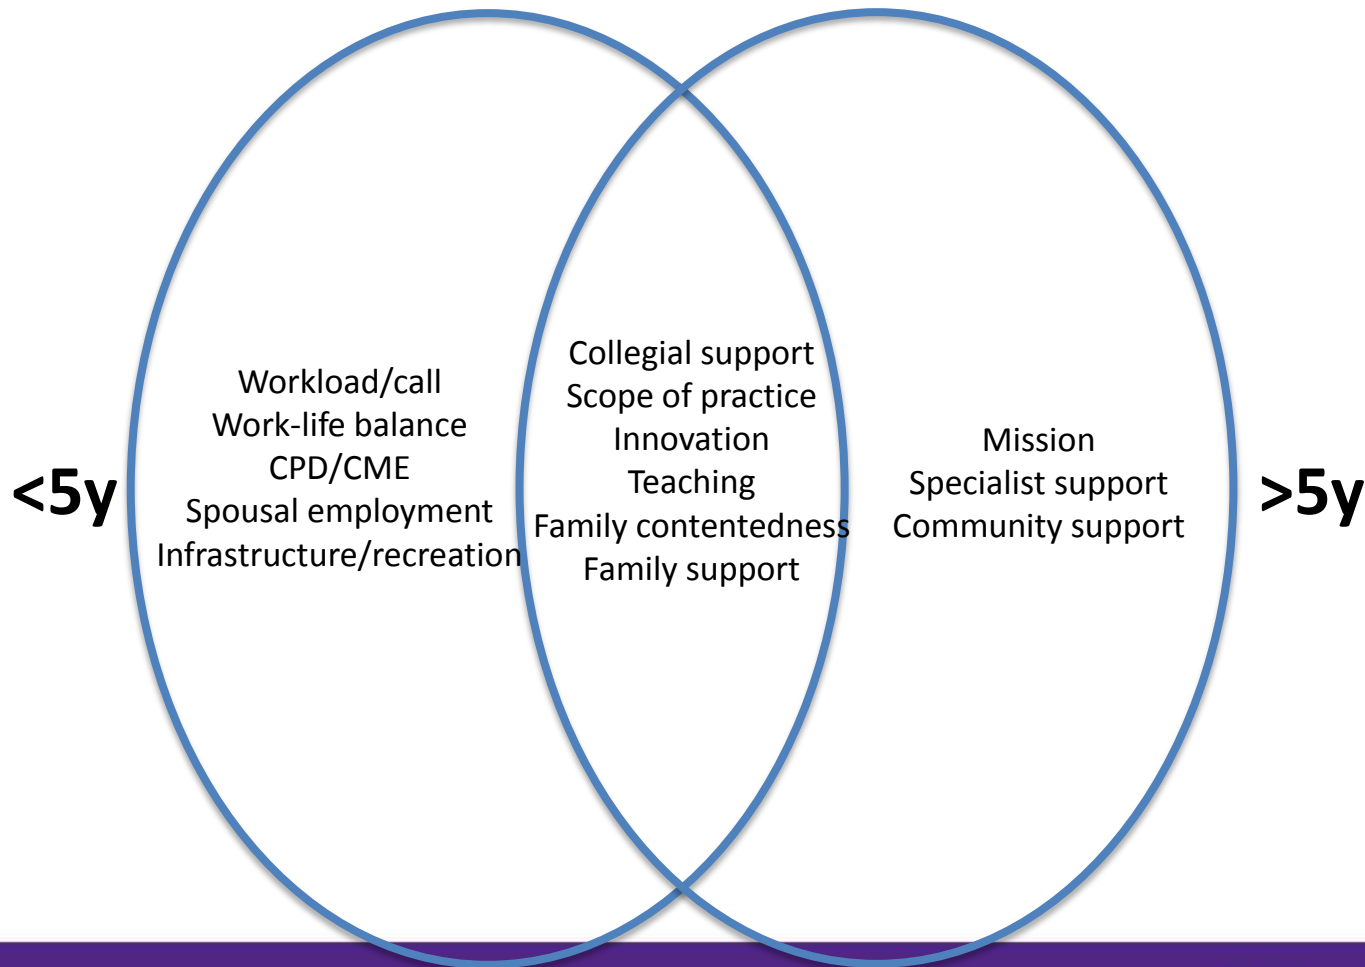 <5y
Workload/call
Work-life balance
CPD/CME
Spousal employment
Infrastructure/recreation
Collegial support
Scope of practice
Innovation
Teaching
Family contentedness
Family support
Mission
Specialist support
Community support
>5y